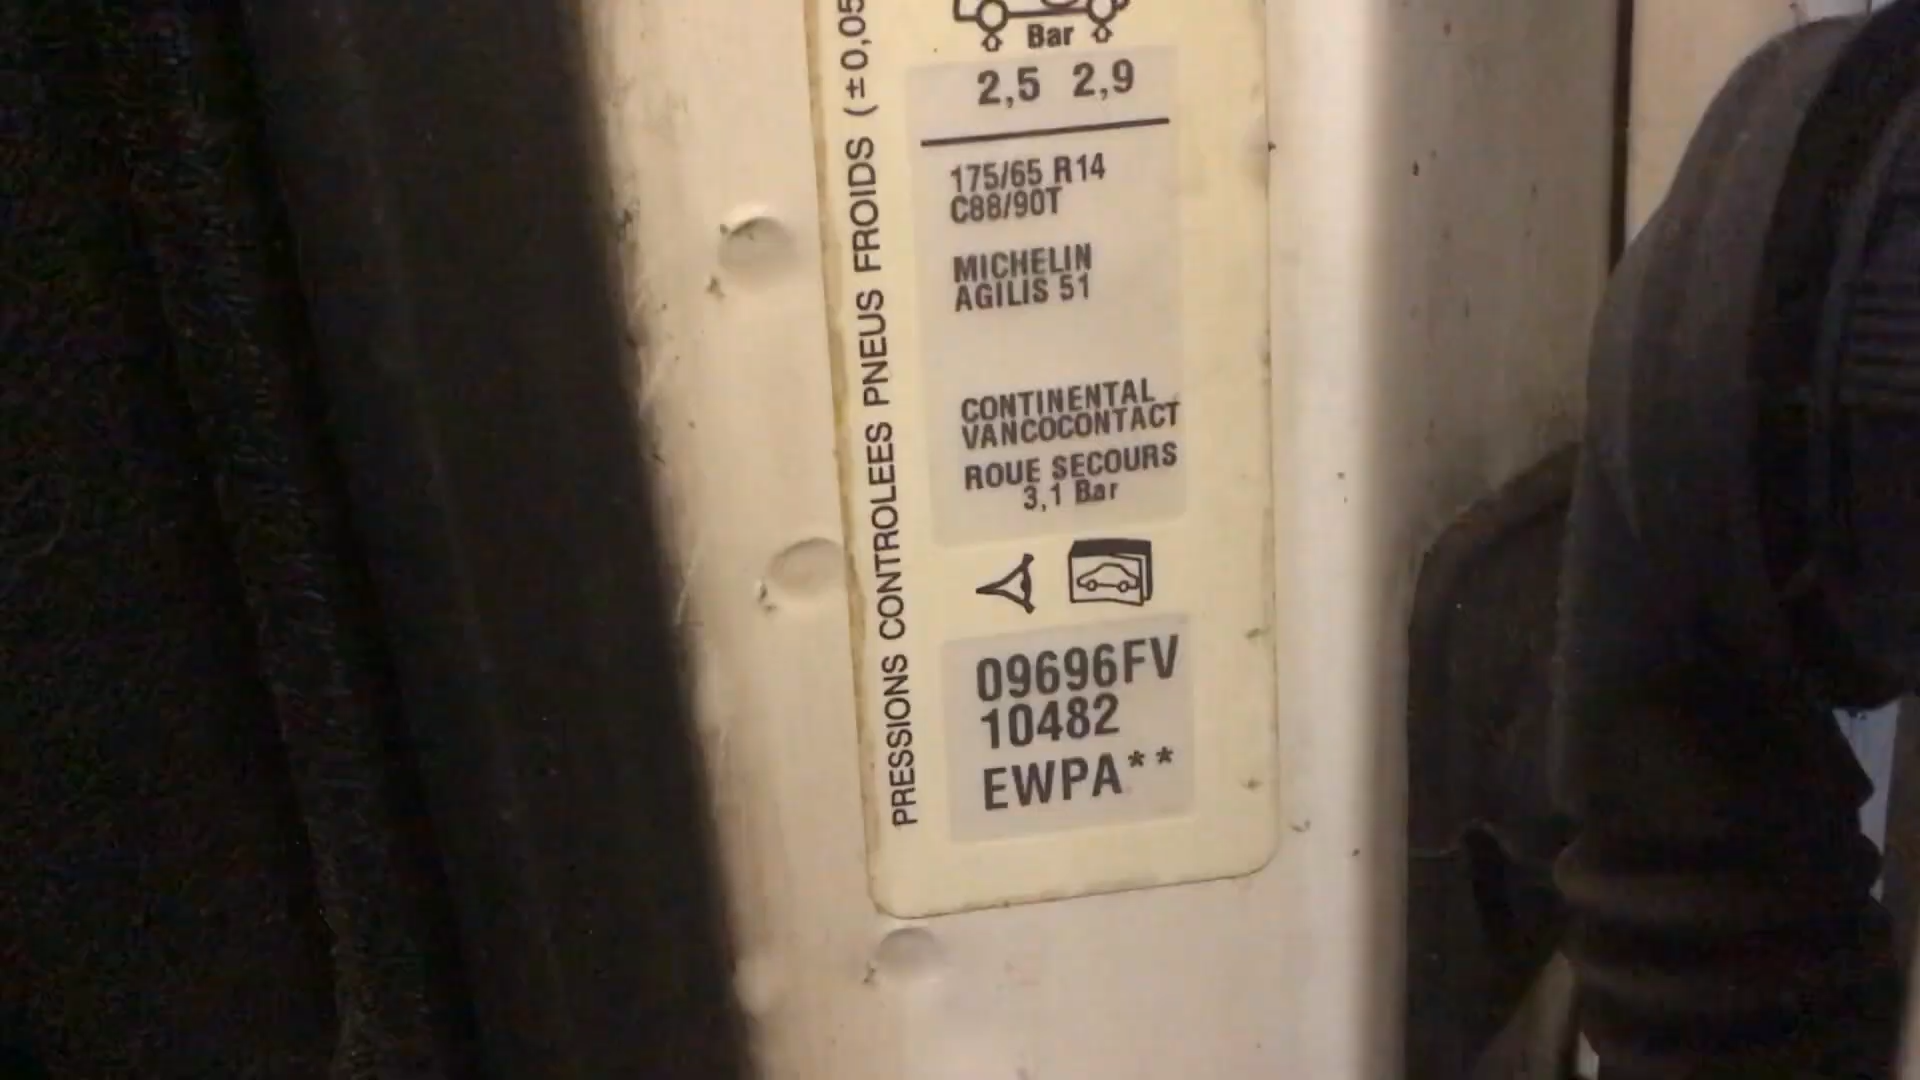 Bar
2,5 2,9
175/65 R14
C88/90T
MICHELIN
AGILIS 51
CONTINENTAL
VANCOCONTACT
ROUE SECOURS
3,1 Bar
09696FV
10482
EWPA**
PRESSIONS CONTROLEES PNEUS FROIDS (±0,05